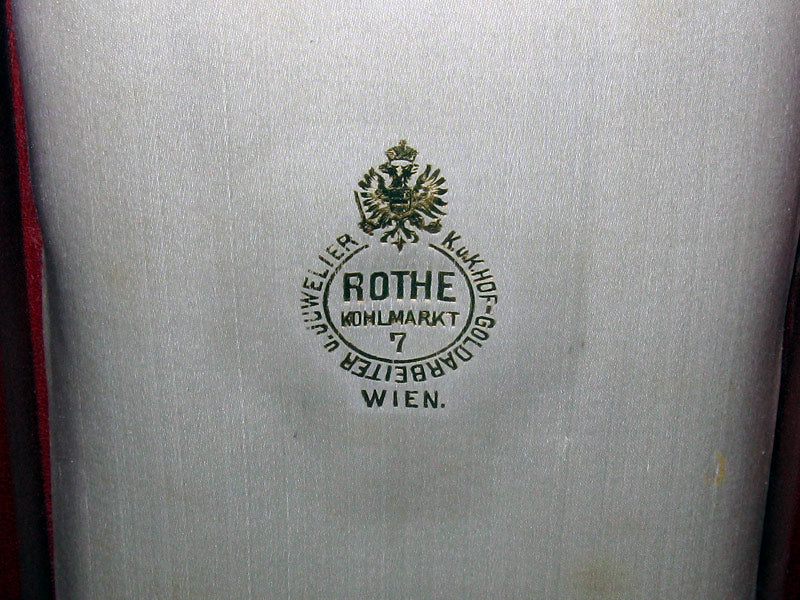 K.u.K.HOF-GOLDARBEITER u.JUWELIER
ROTHE
KOHLMARKT
7
WIEN.